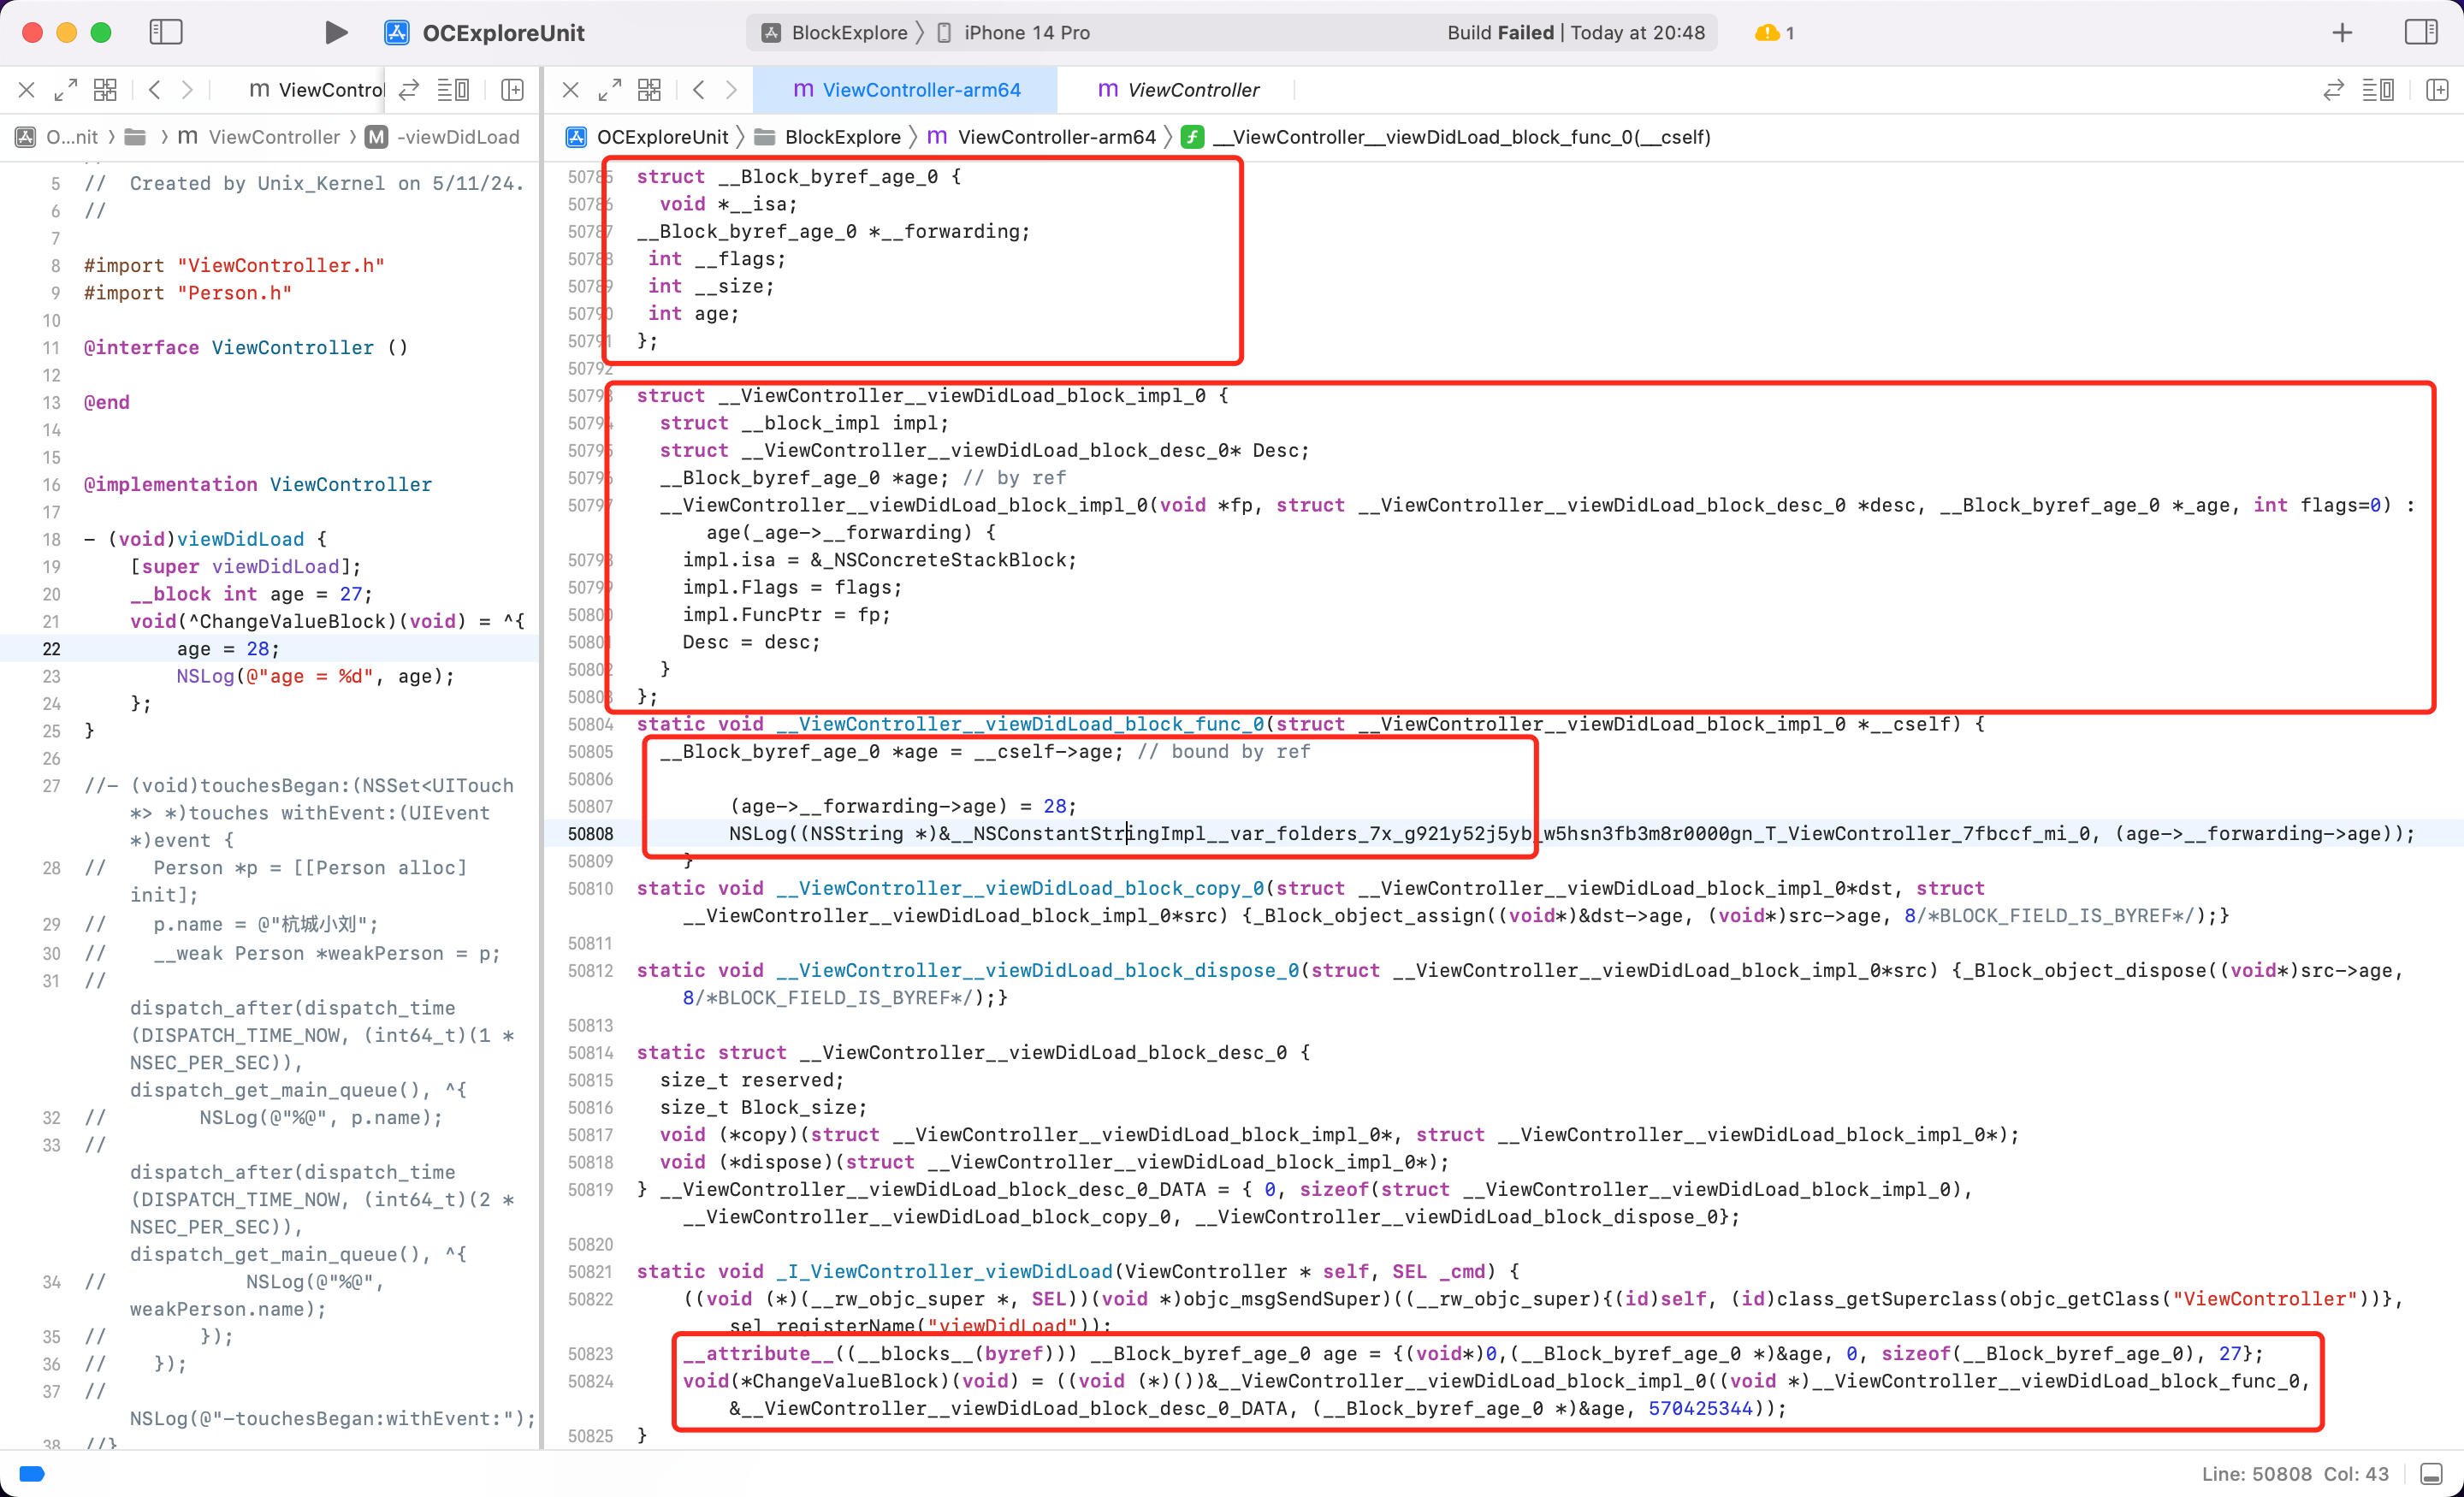 OCExploreUnit
BlockExplore 〉 iPhone 14 Pro
Build Failed | Today at 20:48
1
m ViewControl
m ViewController-arm64
m ViewController
O...nit 〉 〉 m ViewController 〉 M -viewDidLoad
OCExploreUnit 〉 BlockExplore 〉 m ViewController-arm64 〉 f __ViewController__viewDidLoad_block_func_0(__cself)
5 //  Created by Unix_Kernel on 5/11/24.
6 //
7
8 #import "ViewController.h"
9 #import "Person.h"
10
11 @interface ViewController ()
12
13 @end
14
15
16 @implementation ViewController
17
18 - (void)viewDidLoad {
19     [super viewDidLoad];
20     __block int age = 27;
21     void(^ChangeValueBlock)(void) = ^{
22         age = 28;
23         NSLog(@"age = %d", age);
24     };
25 }
26
27 //- (void)touchesBegan:(NSSet<UITouch
*> *)touches withEvent:(UIEvent
*)event {
28 //    Person *p = [[Person alloc]
init];
29 //    p.name = @"杭城小刘";
30 //    __weak Person *weakPerson = p;
31 //
dispatch_after(dispatch_time
(DISPATCH_TIME_NOW, (int64_t)(1 *
NSEC_PER_SEC)),
dispatch_get_main_queue(), ^{
32 //        NSLog(@"%@", p.name);
33 //
dispatch_after(dispatch_time
(DISPATCH_TIME_NOW, (int64_t)(2 *
NSEC_PER_SEC)),
dispatch_get_main_queue(), ^{
34 //            NSLog(@"%@",
weakPerson.name);
35 //        });
36 //    });
37 //
NSLog(@"-touchesBegan:withEvent:");
38 //}
50785 struct __Block_byref_age_0 {
50786   void *__isa;
50787 __Block_byref_age_0 *__forwarding;
50788  int __flags;
50789  int __size;
50790  int age;
50791 };
50792
50793 struct __ViewController__viewDidLoad_block_impl_0 {
50794   struct __block_impl impl;
50795   struct __ViewController__viewDidLoad_block_desc_0* Desc;
50796   __Block_byref_age_0 *age; // by ref
50797   __ViewController__viewDidLoad_block_impl_0(void *fp, struct __ViewController__viewDidLoad_block_desc_0 *desc, __Block_byref_age_0 *_age, int flags=0) :
age(_age->__forwarding) {
50798     impl.isa = &_NSConcreteStackBlock;
50799     impl.Flags = flags;
50800     impl.FuncPtr = fp;
50801     Desc = desc;
50802   }
50803 };
50804 static void __ViewController__viewDidLoad_block_func_0(struct __ViewController__viewDidLoad_block_impl_0 *__cself) {
50805   __Block_byref_age_0 *age = __cself->age; // bound by ref
50806
50807         (age->__forwarding->age) = 28;
50808         NSLog((NSString *)&__NSConstantStringImpl__var_folders_7x_g921y52j5yb_w5hsn3fb3m8r0000gn_T_ViewController_7fbccf_mi_0, (age->__forwarding->age));
50809     }
50810 static void __ViewController__viewDidLoad_block_copy_0(struct __ViewController__viewDidLoad_block_impl_0*dst, struct
__ViewController__viewDidLoad_block_impl_0*src) {_Block_object_assign((void*)&dst->age, (void*)src->age, 8/*BLOCK_FIELD_IS_BYREF*/);}
50811
50812 static void __ViewController__viewDidLoad_block_dispose_0(struct __ViewController__viewDidLoad_block_impl_0*src) {_Block_object_dispose((void*)src->age,
8/*BLOCK_FIELD_IS_BYREF*/);}
50813
50814 static struct __ViewController__viewDidLoad_block_desc_0 {
50815   size_t reserved;
50816   size_t Block_size;
50817   void (*copy)(struct __ViewController__viewDidLoad_block_impl_0*, struct __ViewController__viewDidLoad_block_impl_0*);
50818   void (*dispose)(struct __ViewController__viewDidLoad_block_impl_0*);
50819 } __ViewController__viewDidLoad_block_desc_0_DATA = { 0, sizeof(struct __ViewController__viewDidLoad_block_impl_0),
__ViewController__viewDidLoad_block_copy_0, __ViewController__viewDidLoad_block_dispose_0};
50820
50821 static void _I_ViewController_viewDidLoad(ViewController * self, SEL _cmd) {
50822     ((void (*)(__rw_objc_super *, SEL))(void *)objc_msgSendSuper)((__rw_objc_super){(id)self, (id)class_getSuperclass(objc_getClass("ViewController"))},
sel_registerName("viewDidLoad"));
50823     __attribute__((__blocks__(byref))) __Block_byref_age_0 age = {(void*)0,(__Block_byref_age_0 *)&age, 0, sizeof(__Block_byref_age_0), 27};
50824     void(*ChangeValueBlock)(void) = ((void (*)())&__ViewController__viewDidLoad_block_impl_0((void *)__ViewController__viewDidLoad_block_func_0,
&__ViewController__viewDidLoad_block_desc_0_DATA, (__Block_byref_age_0 *)&age, 570425344));
50825 }
Line: 50808  Col: 43